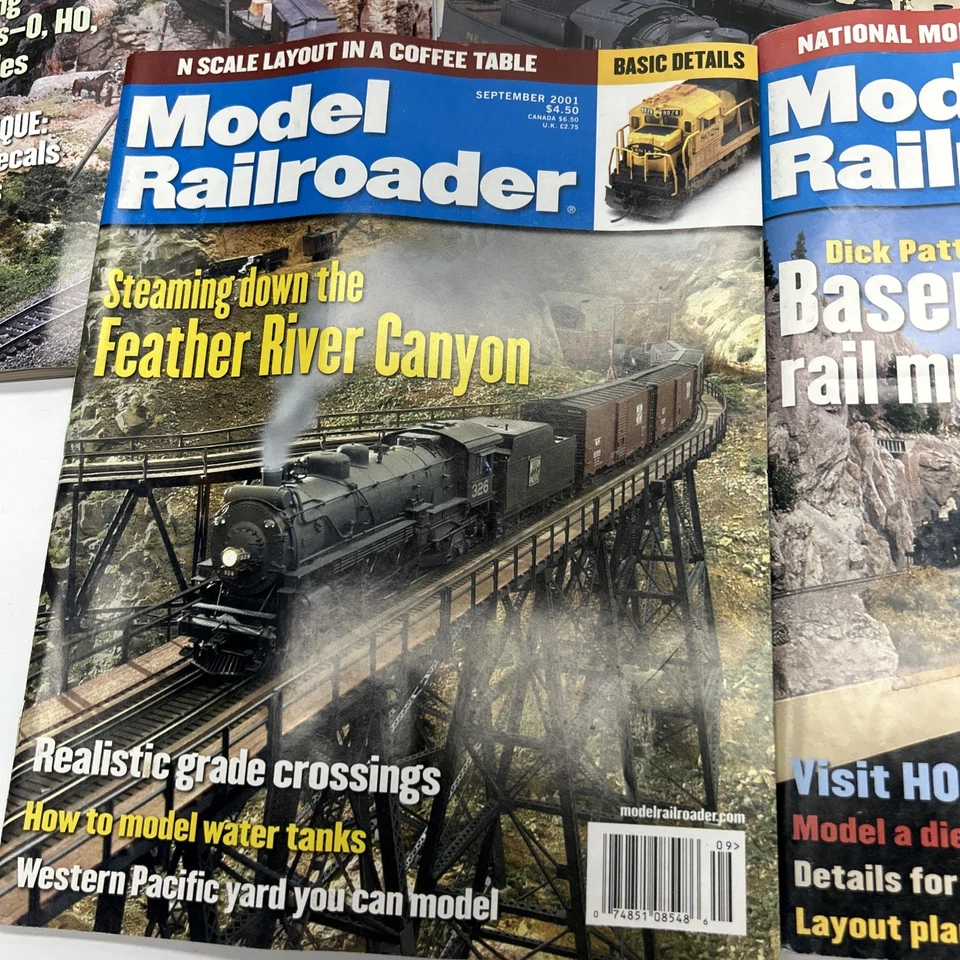 s–O, HO,
QUE:
ecals
N SCALE LAYOUT IN A COFFEE TABLE
BASIC DETAILS
SEPTEMBER 2001
$4.50
CANADA $6.50
U.K. £2.75
Model
Railroader®
Steaming down the
Feather River Canyon
326
Realistic grade crossings
How to model water tanks
Western Pacific yard you can model
modelrailroader.com
09>
0 74851 08548 6
NATIONAL MO
Mod
Rail
Dick Patt
Base
rail m
Visit HO
Model a die
Details for
Layout pla